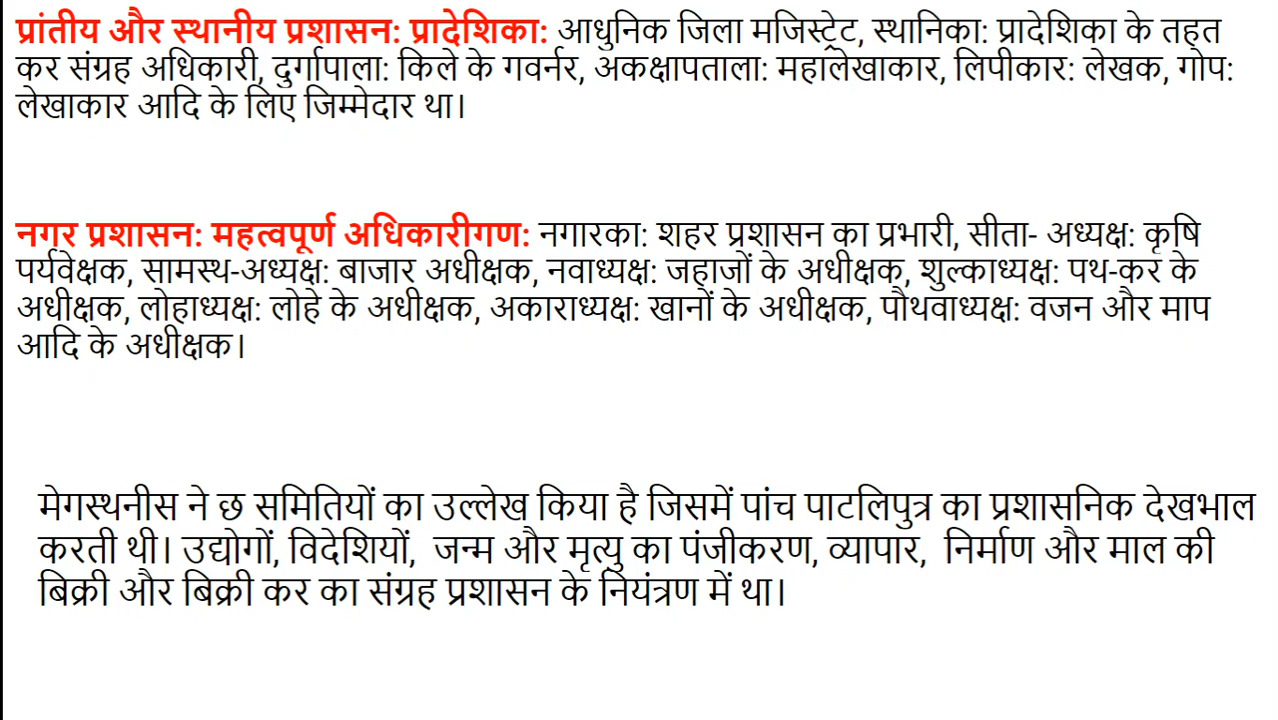 प्रांतीय और स्थानीय प्रशासन: प्रादेशिका: आधुनिक जिला मजिस्ट्रेट, स्थानिका: प्रादेशिका के तहत
कर संग्रह अधिकारी, दुर्गापाला: किले के गवर्नर, अकक्षापताला: महालेखाकार, लिपीकार: लेखक, गोप:
लेखाकार आदि के लिए जिम्मेदार था।
नगर प्रशासन: महत्वपूर्ण अधिकारीगण: नगारका: शहर प्रशासन का प्रभारी, सीता- अध्यक्ष: कृषि
पर्यवेक्षक, सामस्थ-अध्यक्ष: बाजार अधीक्षक, नवाध्यक्ष: जहाजों के अधीक्षक, शुल्काध्यक्ष: पथ-कर के
अधीक्षक, लोहाध्यक्ष: लोहे के अधीक्षक, अकाराध्यक्ष: खानों के अधीक्षक, पौथवाध्यक्ष: वजन और माप
आदि के अधीक्षक।
मेगस्थनीस ने छ समितियों का उल्लेख किया है जिसमें पांच पाटलिपुत्र का प्रशासनिक देखभाल
करती थी। उद्योगों, विदेशियों, जन्म और मृत्यु का पंजीकरण, व्यापार, निर्माण और माल की
बिक्री और बिक्री कर का संग्रह प्रशासन के नियंत्रण में था।